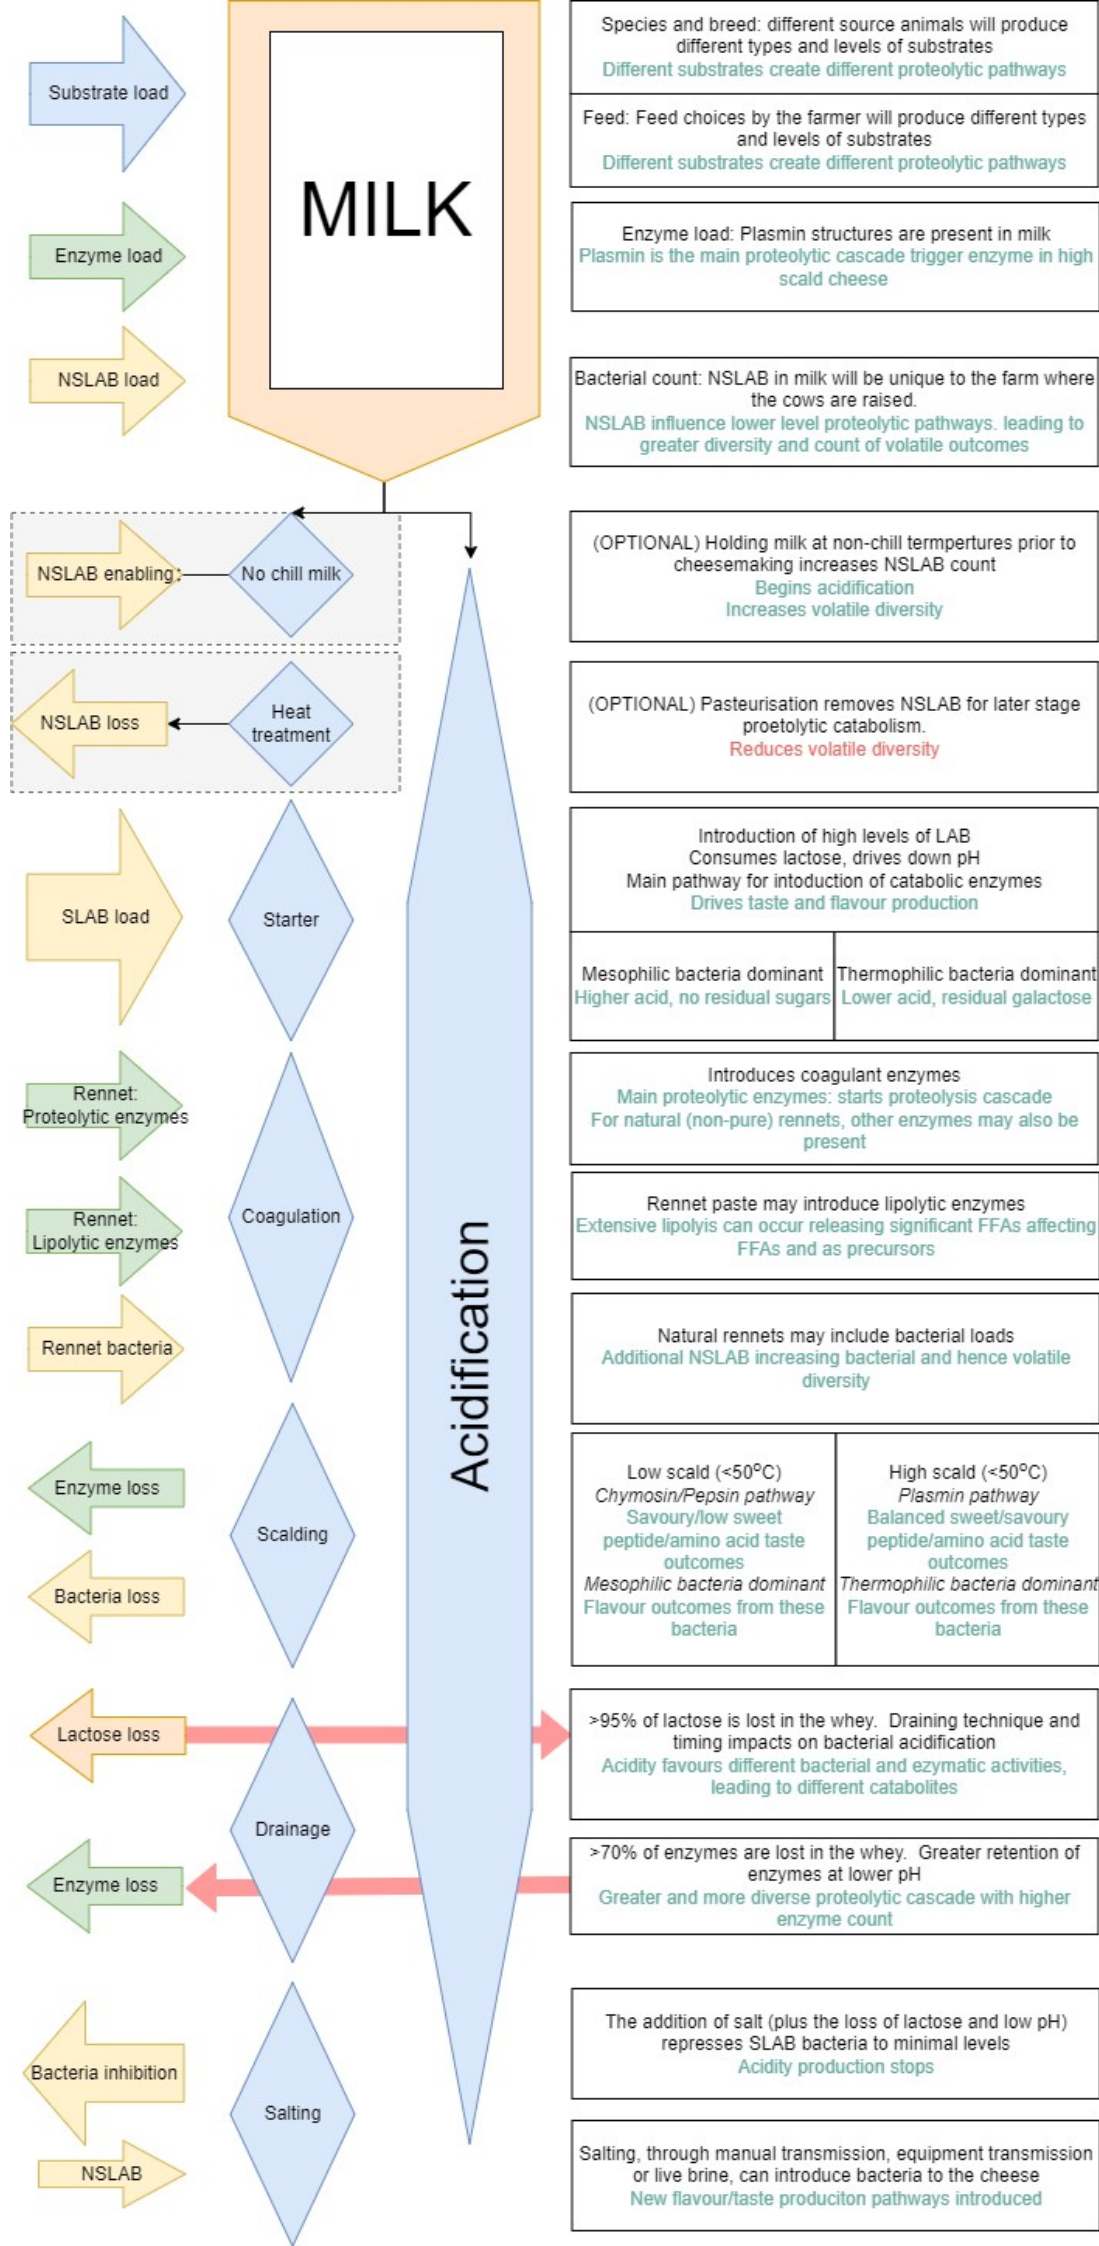 Substrate load
MILK
Species and breed: different source animals will produce
different types and levels of substrates
Different substrates create different proteolytic pathways
Feed: Feed choices by the farmer will produce different types
and levels of substrates
Different substrates create different proteolytic pathways
Enzyme load
Enzyme load: Plasmin structures are present in milk
Plasmin is the main proteolytic cascade trigger enzyme in high
scald cheese
NSLAB load
Bacterial count: NSLAB in milk will be unique to the farm where
the cows are raised.
NSLAB influence lower level proteolytic pathways. leading to
greater diversity and count of volatile outcomes
NSLAB enabling:
No chill milk
(OPTIONAL) Holding milk at non-chill termpertures prior to
cheesemaking increases NSLAB count
Begins acidification
Increases volatile diversity
NSLAB loss
Heat
treatment
(OPTIONAL) Pasteurisation removes NSLAB for later stage
proetolytic catabolism.
Reduces volatile diversity
Acidification
SLAB load
Starter
Introduction of high levels of LAB
Consumes lactose, drives down pH
Main pathway for intoduction of catabolic enzymes
Drives taste and flavour production
Mesophilic bacteria dominant
Higher acid, no residual sugars
Thermophilic bacteria dominant
Lower acid, residual galactose
Rennet:
Proteolytic enzymes
Coagulation
Introduces coagulant enzymes
Main proteolytic enzymes: starts proteolysis cascade
For natural (non-pure) rennets, other enzymes may also be
present
Rennet:
Lipolytic enzymes
Rennet paste may introduce lipolytic enzymes
Extensive lipolyis can occur releasing significant FFAs affecting
FFAs and as precursors
Rennet bacteria
Natural rennets may include bacterial loads
Additional NSLAB increasing bacterial and hence volatile
diversity
Enzyme loss
Bacteria loss
Scalding
Low scald (<50°C)
Chymosin/Pepsin pathway
Savoury/low sweet
peptide/amino acid taste
outcomes
Mesophilic bacteria dominant
Flavour outcomes from these
bacteria
High scald (<50°C)
Plasmin pathway
Balanced sweet/savoury
peptide/amino acid taste
outcomes
Thermophilic bacteria dominant
Flavour outcomes from these
bacteria
Lactose loss
Drainage
>95% of lactose is lost in the whey. Draining technique and
timing impacts on bacterial acidification
Acidity favours different bacterial and ezymatic activities,
leading to different catabolites
Enzyme loss
>70% of enzymes are lost in the whey. Greater retention of
enzymes at lower pH
Greater and more diverse proteolytic cascade with higher
enzyme count
Bacteria inhibition
Salting
The addition of salt (plus the loss of lactose and low pH)
represses SLAB bacteria to minimal levels
Acidity production stops
NSLAB
Salting, through manual transmission, equipment transmission
or live brine, can introduce bacteria to the cheese
New flavour/taste produciton pathways introduced